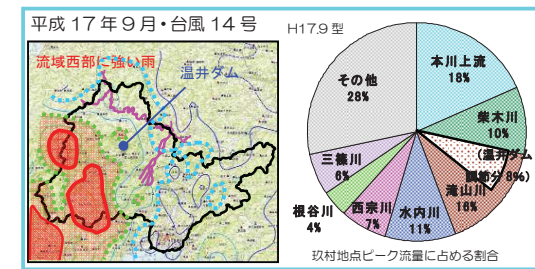 平成17年9月・台風14号
流域西部に強い雨
温井ダム
H17.9型
本川上流
18%
柴木川
10%
(温井ダム
調節分 8%)
滝山川
16%
水内川
11%
西宗川
7%
根谷川
4%
三篠川
6%
その他
28%
玖村地点ピーク流量に占める割合